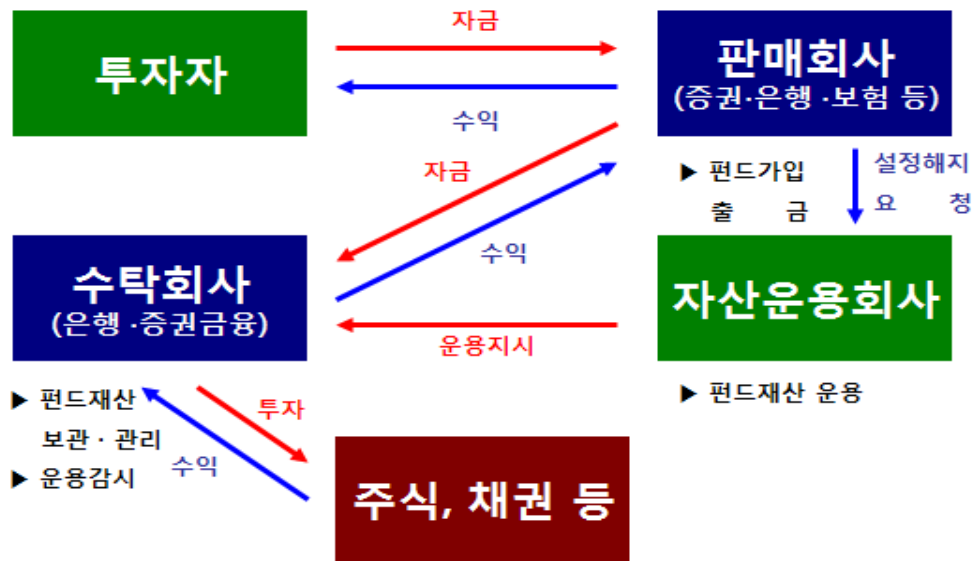 자금
투자자
판매회사
(증권·은행 ·보험 등)
수익
자금
▶ 펀드가입
출 금
설정해지
요 청
수익
수탁회사
(은행 ·증권금융)
자산운용회사
운용지시
▶ 펀드재산
보관 · 관리
▶ 운용감시
투자
수익
▶ 펀드재산 운용
주식, 채권 등